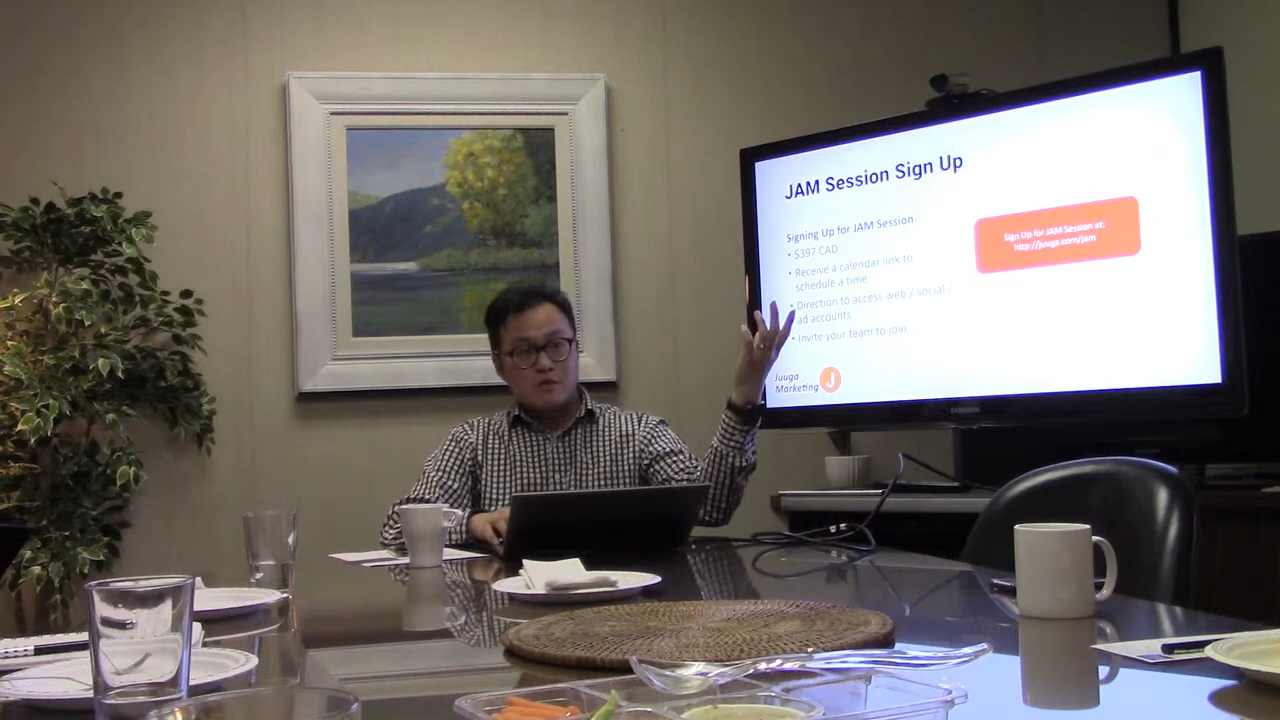 JAM Session Sign Up
Signing Up for JAM Session
• $397 CAD
• Receive a calendar link to
schedule a time
• Direction to access web / social /
ad accounts
• Invite your team to join
Sign Up for JAM Session at:
http://juuga.com/jam
Juuga
Marketing J
SAMSUNG